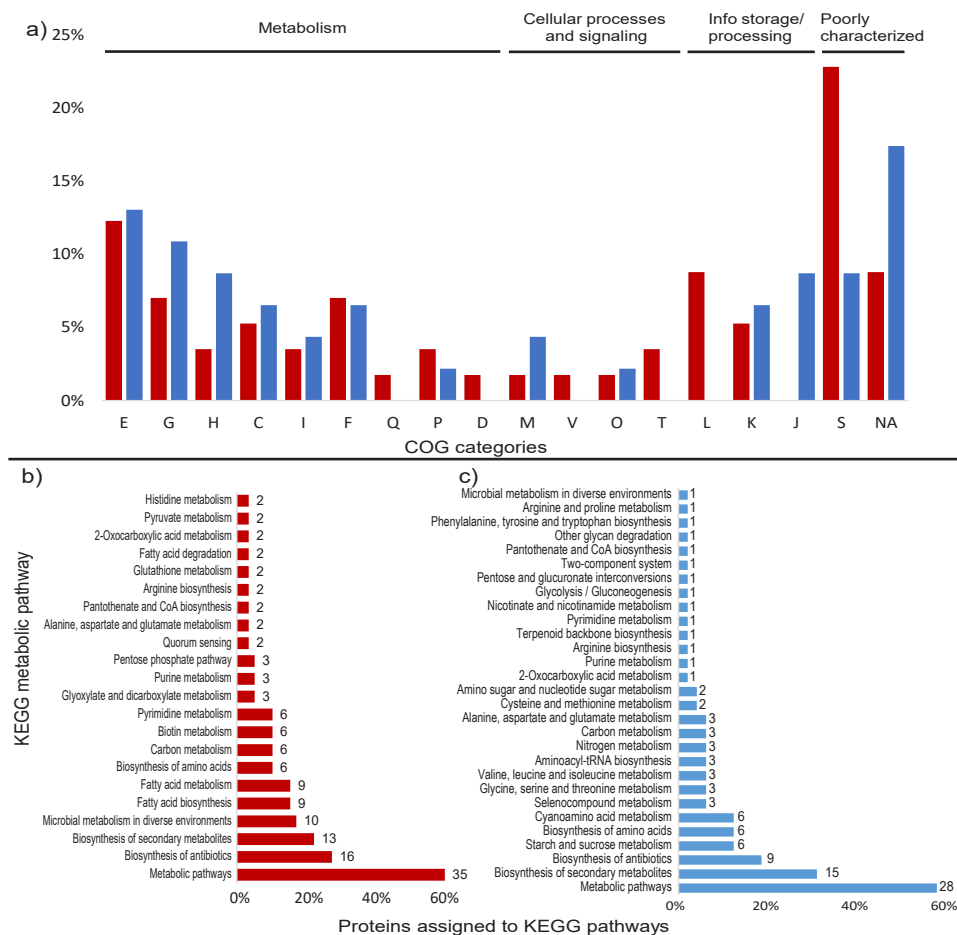 a)
Metabolism
Cellular processes
and signaling
Info storage/
processing
Poorly
characterized
25%
20%
15%
10%
5%
0%
E G H C I F Q P D M V O T L K J S NA
COG categories
b)
KEGG metabolic pathway
Histidine metabolism 2
Pyruvate metabolism 2
2-Oxocarboxylic acid metabolism 2
Fatty acid degradation 2
Glutathione metabolism 2
Arginine biosynthesis 2
Pantothenate and CoA biosynthesis 2
Alanine, aspartate and glutamate metabolism 2
Quorum sensing 2
Pentose phosphate pathway 3
Purine metabolism 3
Glyoxylate and dicarboxylate metabolism 3
Pyrimidine metabolism 6
Biotin metabolism 6
Carbon metabolism 6
Biosynthesis of amino acids 6
Fatty acid metabolism 9
Fatty acid biosynthesis 9
Microbial metabolism in diverse environments 10
Biosynthesis of secondary metabolites 13
Biosynthesis of antibiotics 16
Metabolic pathways 35
0% 20% 40% 60%
c)
Microbial metabolism in diverse environments 1
Arginine and proline metabolism 1
Phenylalanine, tyrosine and tryptophan biosynthesis 1
Other glycan degradation 1
Pantothenate and CoA biosynthesis 1
Two-component system 1
Pentose and glucuronate interconversions 1
Glycolysis / Gluconeogenesis 1
Nicotinate and nicotinamide metabolism 1
Pyrimidine metabolism 1
Terpenoid backbone biosynthesis 1
Arginine biosynthesis 1
Purine metabolism 1
2-Oxocarboxylic acid metabolism 1
Amino sugar and nucleotide sugar metabolism 2
Cysteine and methionine metabolism 2
Alanine, aspartate and glutamate metabolism 3
Carbon metabolism 3
Nitrogen metabolism 3
Aminoacyl-tRNA biosynthesis 3
Valine, leucine and isoleucine metabolism 3
Glycine, serine and threonine metabolism 3
Selenocompound metabolism 3
Cyanoamino acid metabolism 6
Biosynthesis of amino acids 6
Starch and sucrose metabolism 6
Biosynthesis of antibiotics 9
Biosynthesis of secondary metabolites 15
Metabolic pathways 28
0% 20% 40% 60%
Proteins assigned to KEGG pathways